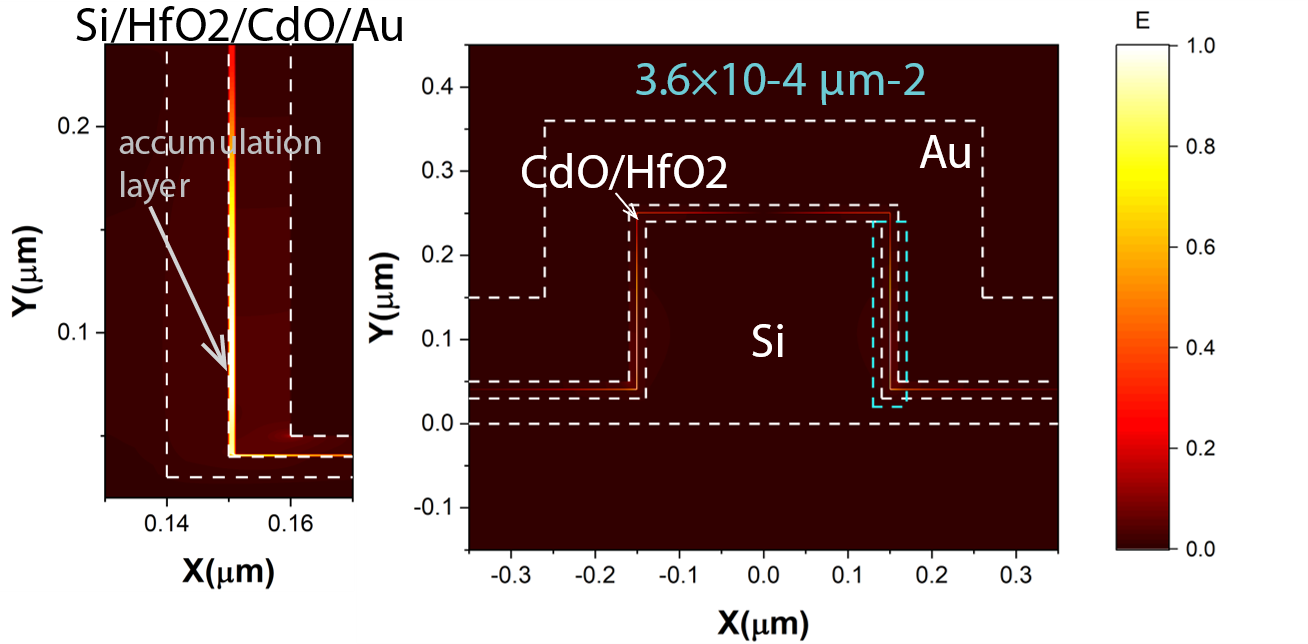 Si/HfO2/CdO/Au
accumulation
layer
0.2
0.1
Y(μm)
0.14
0.16
X(μm)
3.6×10-4 μm-2
Au
CdO/HfO2
Si
0.4
0.3
0.2
0.1
0.0
-0.1
Y(μm)
-0.3
-0.2
-0.1
0.0
0.1
0.2
0.3
X(μm)
E
1.0
0.8
0.6
0.4
0.2
0.0